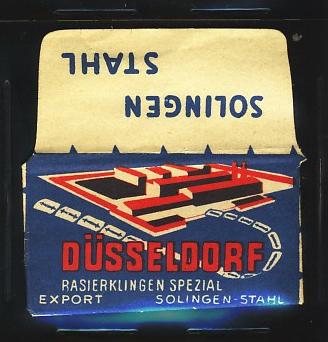 SOLINGEN
STAHL
DÜSSELDORF
RASIERKLINGEN SPEZIAL
EXPORT SOLINGEN-STAHL